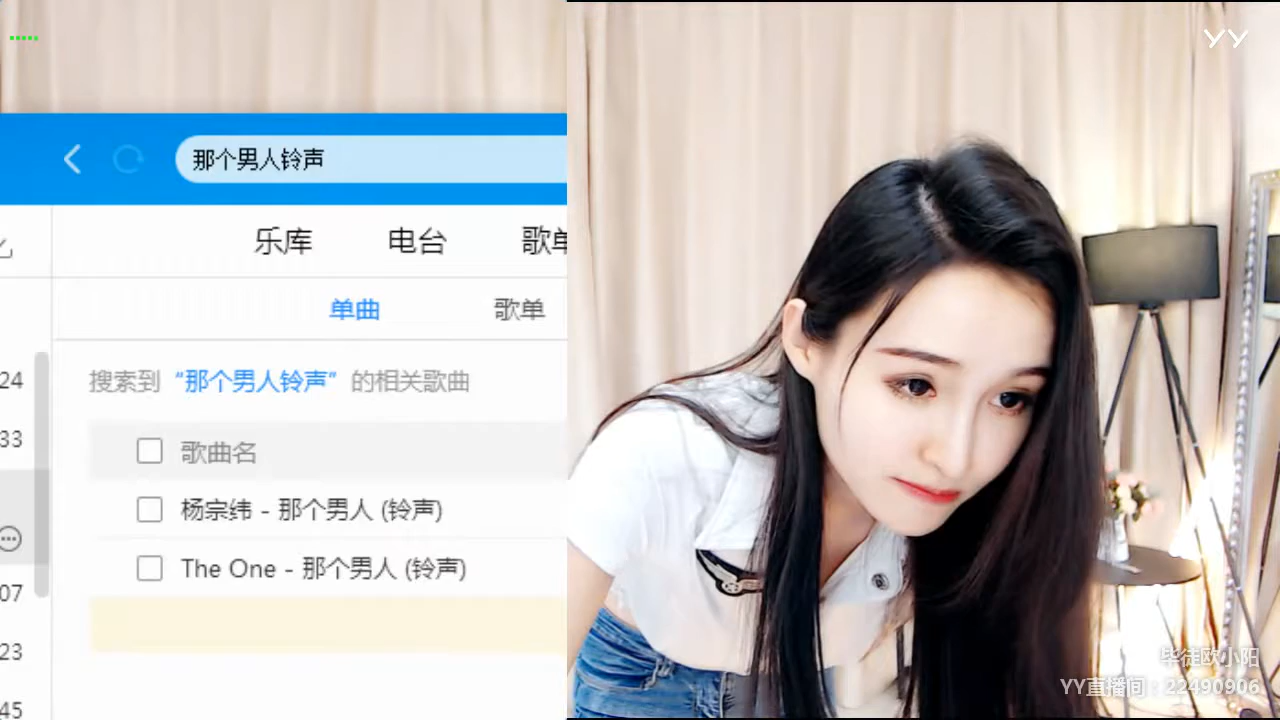 YY
那个男人铃声
乐库 电台 歌单
单曲 歌单
搜索到 “那个男人铃声” 的相关歌曲
歌曲名
杨宗纬 - 那个男人 (铃声)
The One - 那个男人 (铃声)
24
33
07
23
45
毕徒欧小阳
YY直播间：22490906